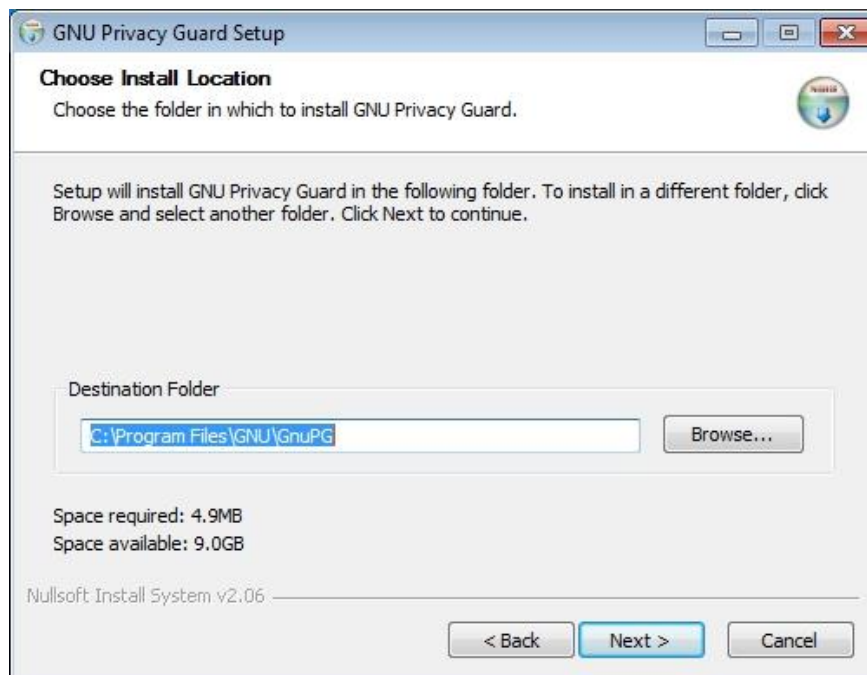 GNU Privacy Guard Setup
Choose Install Location
Choose the folder in which to install GNU Privacy Guard.
Setup will install GNU Privacy Guard in the following folder. To install in a different folder, click
Browse and select another folder. Click Next to continue.
Destination Folder
C:\Program Files\GNU\GnuPG
Browse...
Space required: 4.9MB
Space available: 9.0GB
Nullsoft Install System v2.06
< Back
Next >
Cancel